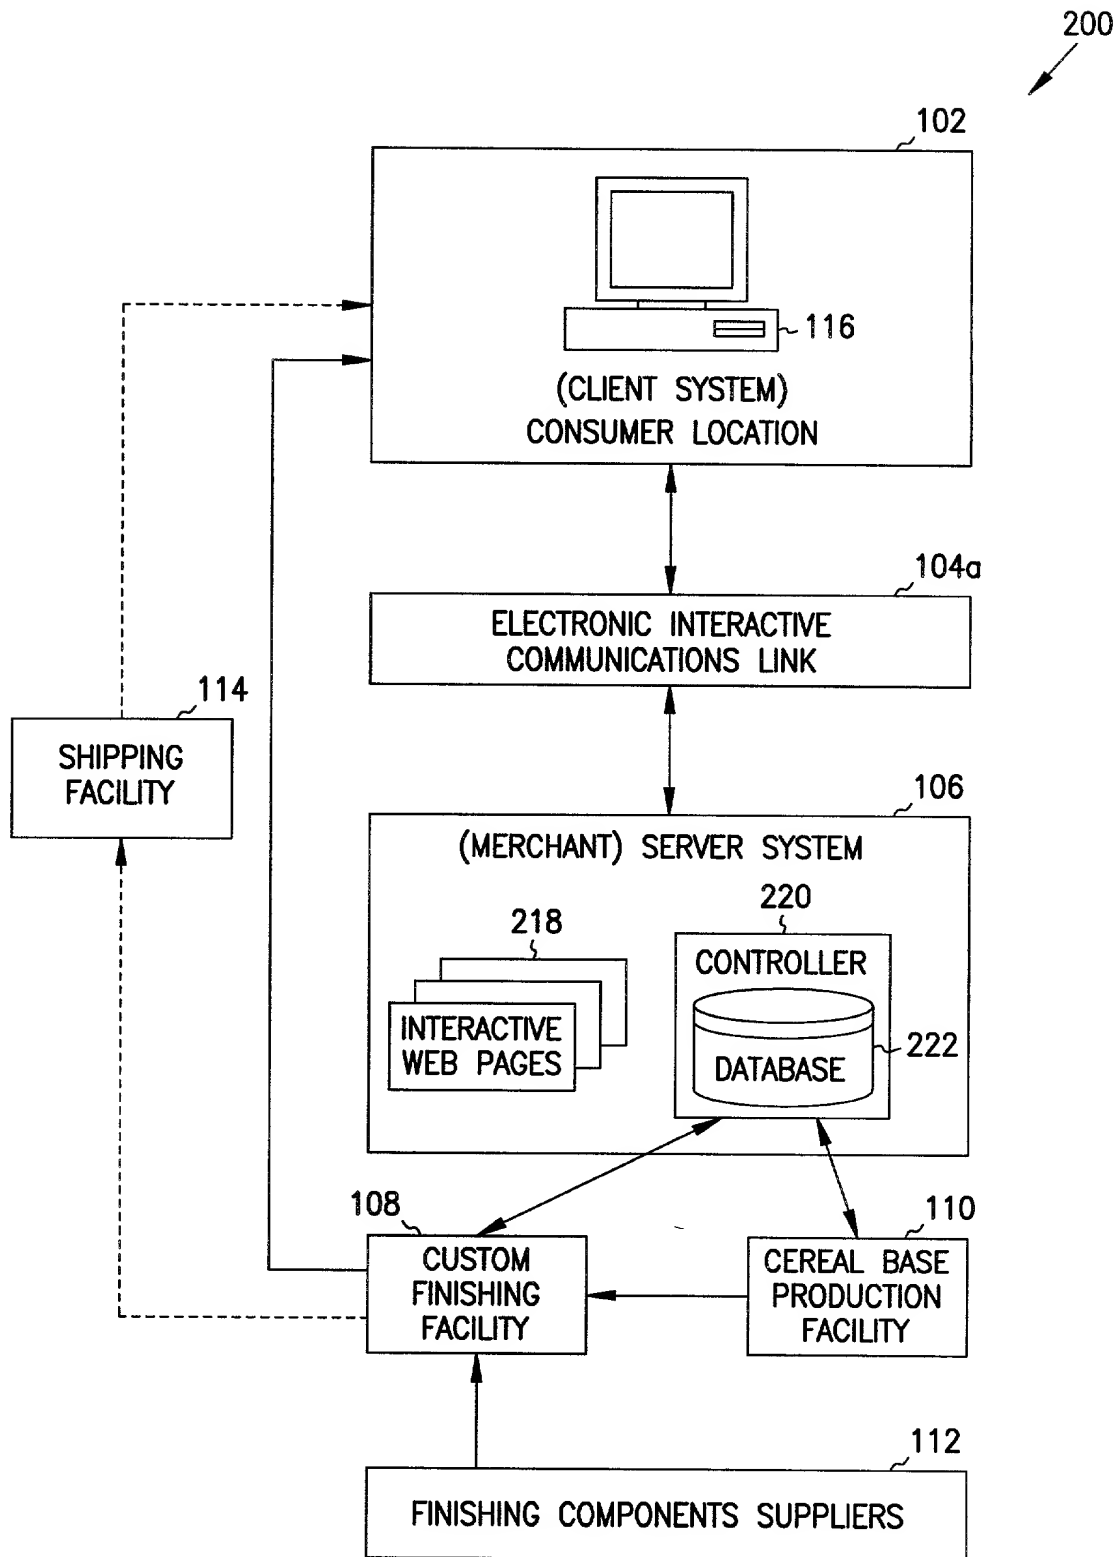 200
102
116
(CLIENT SYSTEM)
CONSUMER LOCATION
104a
ELECTRONIC INTERACTIVE
COMMUNICATIONS LINK
114
SHIPPING
FACILITY
106
(MERCHANT) SERVER SYSTEM
218
220
INTERACTIVE
WEB PAGES
CONTROLLER
DATABASE
222
108
CUSTOM
FINISHING
FACILITY
110
CEREAL BASE
PRODUCTION
FACILITY
112
FINISHING COMPONENTS SUPPLIERS